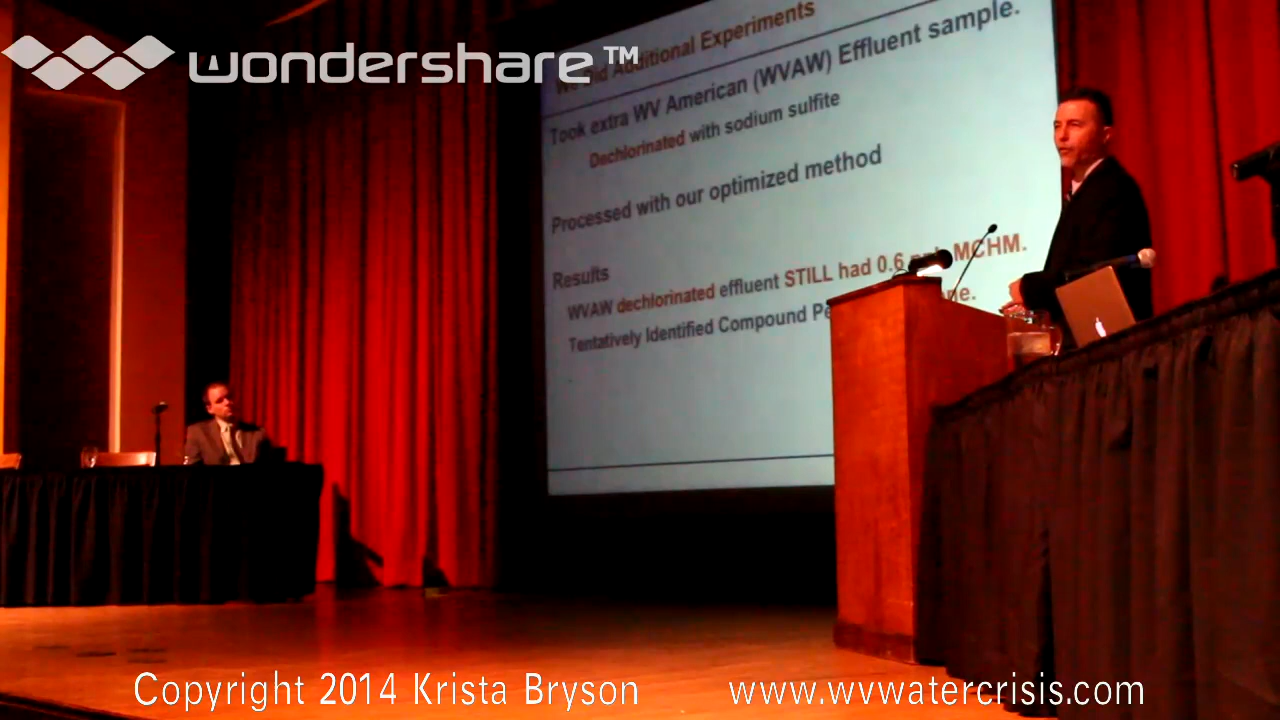 wondershare™
We Did Additional Experiments
Took extra WV American (WVAW) Effluent sample.
Dechlorinated with sodium sulfite
Processed with our optimized method
Results
WVAW dechlorinated effluent STILL had 0.6 MCHM.
Tentatively Identified Compound
Copyright 2014 Krista Bryson
www.wvwatercrisis.com